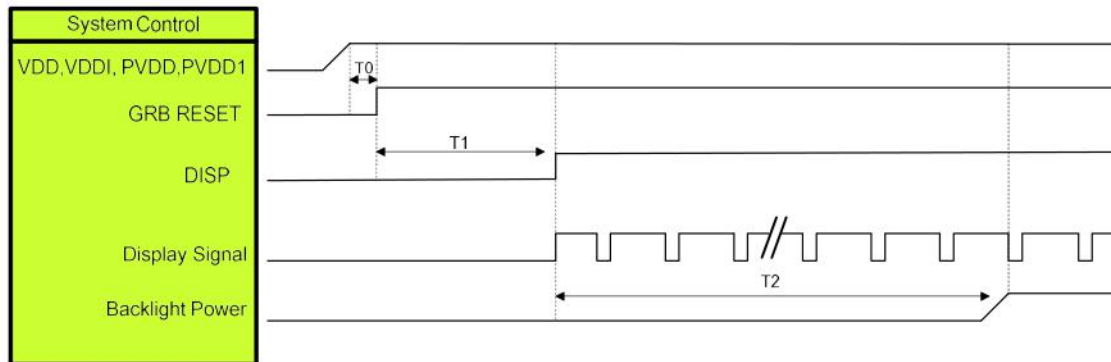 System Control
VDD,VDDI, PVDD,PVDD1
T0
GRB RESET
T1
DISP
Display Signal
T2
Backlight Power